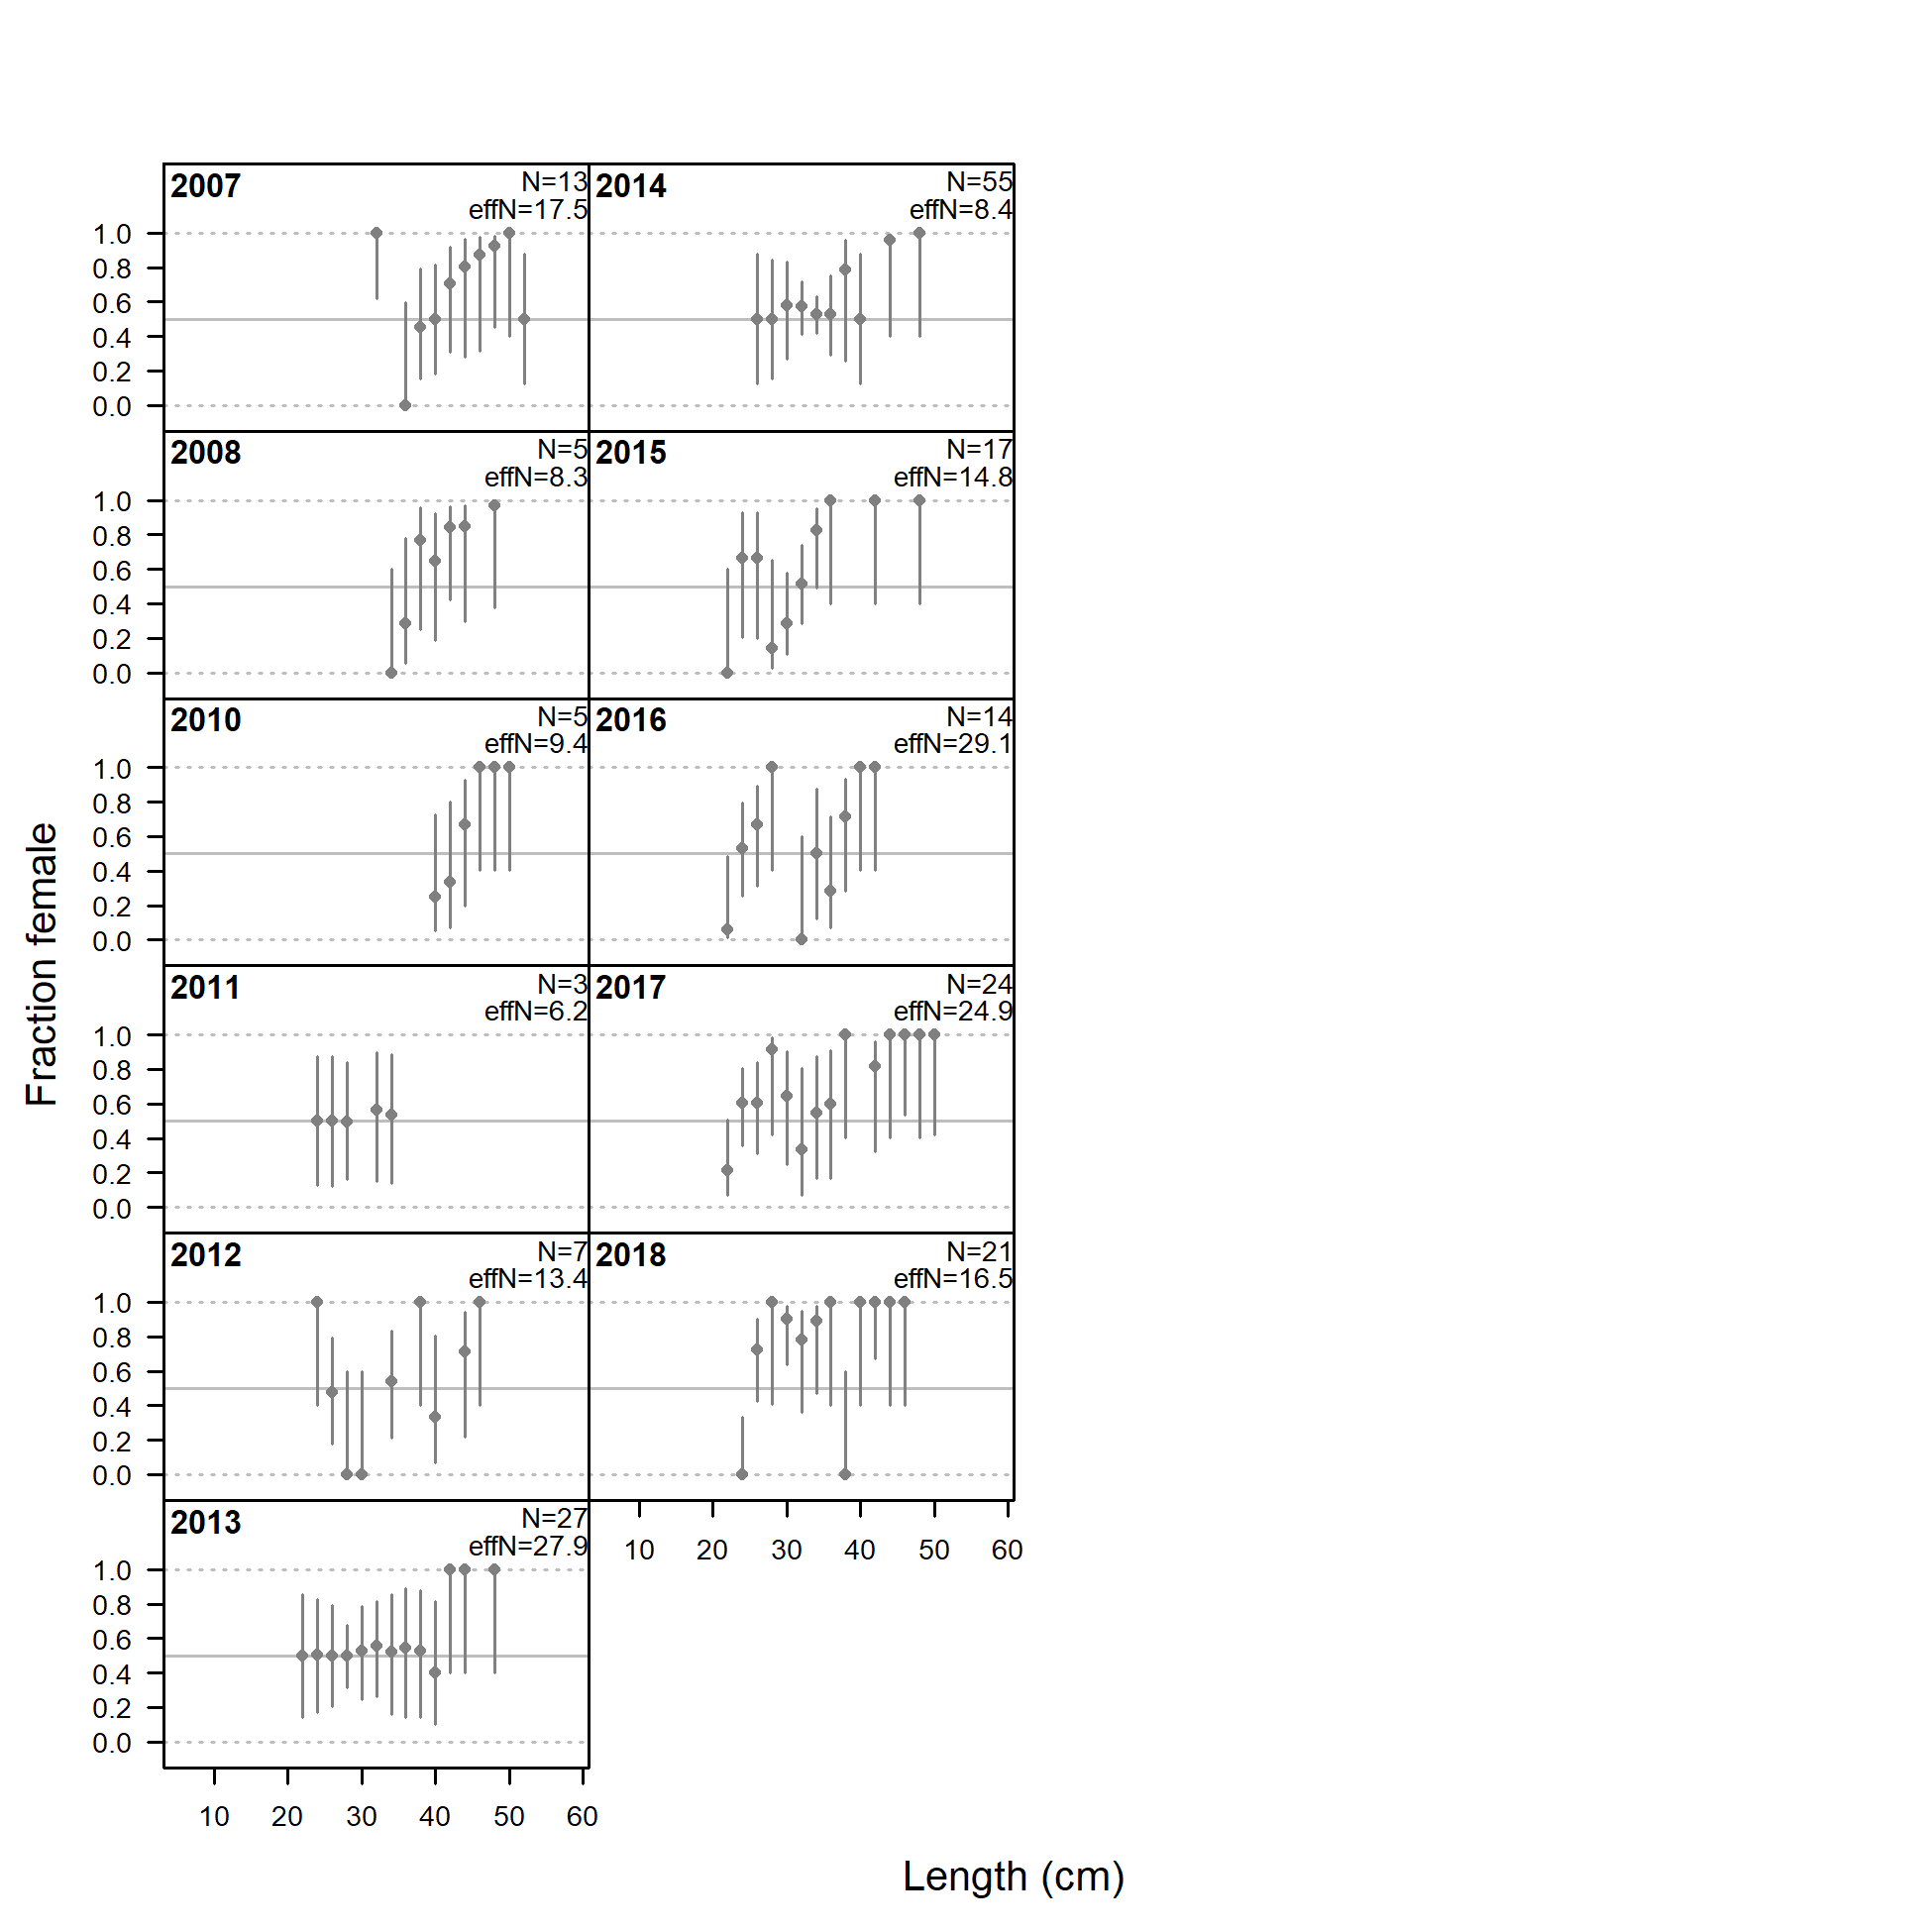 2007
N=13
effN=17.5
1.0
0.8
0.6
0.4
0.2
0.0
2008
N=5
effN=8.3
1.0
0.8
0.6
0.4
0.2
0.0
2010
N=5
effN=9.4
1.0
0.8
0.6
0.4
0.2
0.0
2011
N=3
effN=6.2
1.0
0.8
0.6
0.4
0.2
0.0
2012
N=7
effN=13.4
1.0
0.8
0.6
0.4
0.2
0.0
2013
N=27
effN=27.9
1.0
0.8
0.6
0.4
0.2
0.0
10 20 30 40 50 60
2014
N=55
effN=8.4
2015
N=17
effN=14.8
2016
N=14
effN=29.1
2017
N=24
effN=24.9
2018
N=21
effN=16.5
10 20 30 40 50 60
Fraction female
Length (cm)